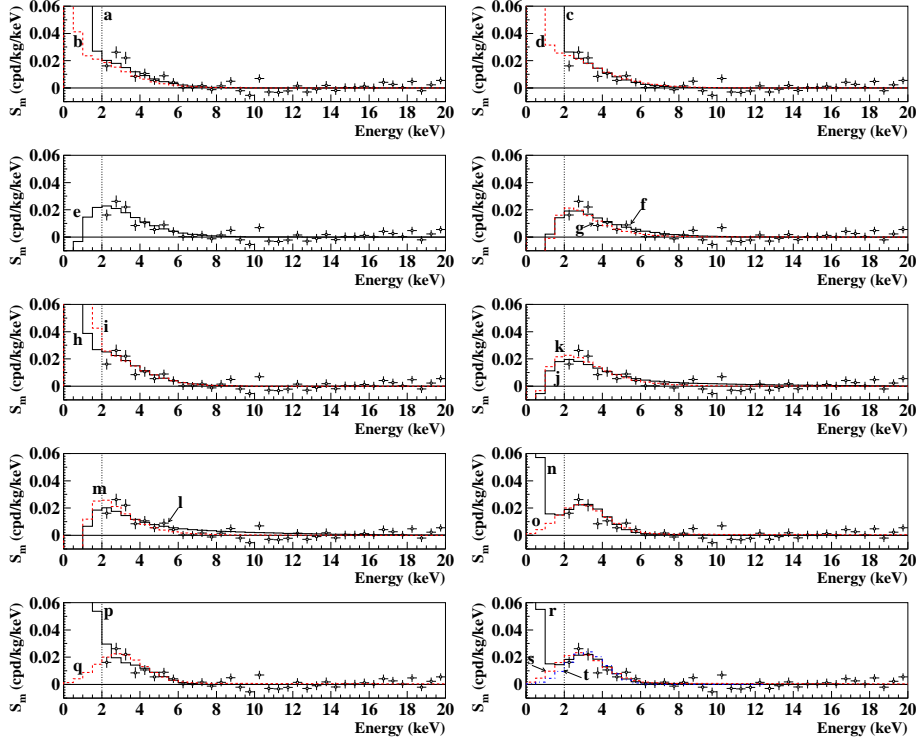 0.06
0.04
0.02
0
S_m (cpd/kg/keV)
a
b
0 2 4 6 8 10 12 14 16 18 20
Energy (keV)
0.06
0.04
0.02
0
S_m (cpd/kg/keV)
c
d
0 2 4 6 8 10 12 14 16 18 20
Energy (keV)
0.06
0.04
0.02
0
S_m (cpd/kg/keV)
e
0 2 4 6 8 10 12 14 16 18 20
Energy (keV)
0.06
0.04
0.02
0
S_m (cpd/kg/keV)
f
g
0 2 4 6 8 10 12 14 16 18 20
Energy (keV)
0.06
0.04
0.02
0
S_m (cpd/kg/keV)
i
h
0 2 4 6 8 10 12 14 16 18 20
Energy (keV)
0.06
0.04
0.02
0
S_m (cpd/kg/keV)
k
j
0 2 4 6 8 10 12 14 16 18 20
Energy (keV)
0.06
0.04
0.02
0
S_m (cpd/kg/keV)
m
l
0 2 4 6 8 10 12 14 16 18 20
Energy (keV)
0.06
0.04
0.02
0
S_m (cpd/kg/keV)
n
o
0 2 4 6 8 10 12 14 16 18 20
Energy (keV)
0.06
0.04
0.02
0
S_m (cpd/kg/keV)
p
q
0 2 4 6 8 10 12 14 16 18 20
Energy (keV)
0.06
0.04
0.02
0
S_m (cpd/kg/keV)
r
s
t
0 2 4 6 8 10 12 14 16 18 20
Energy (keV)